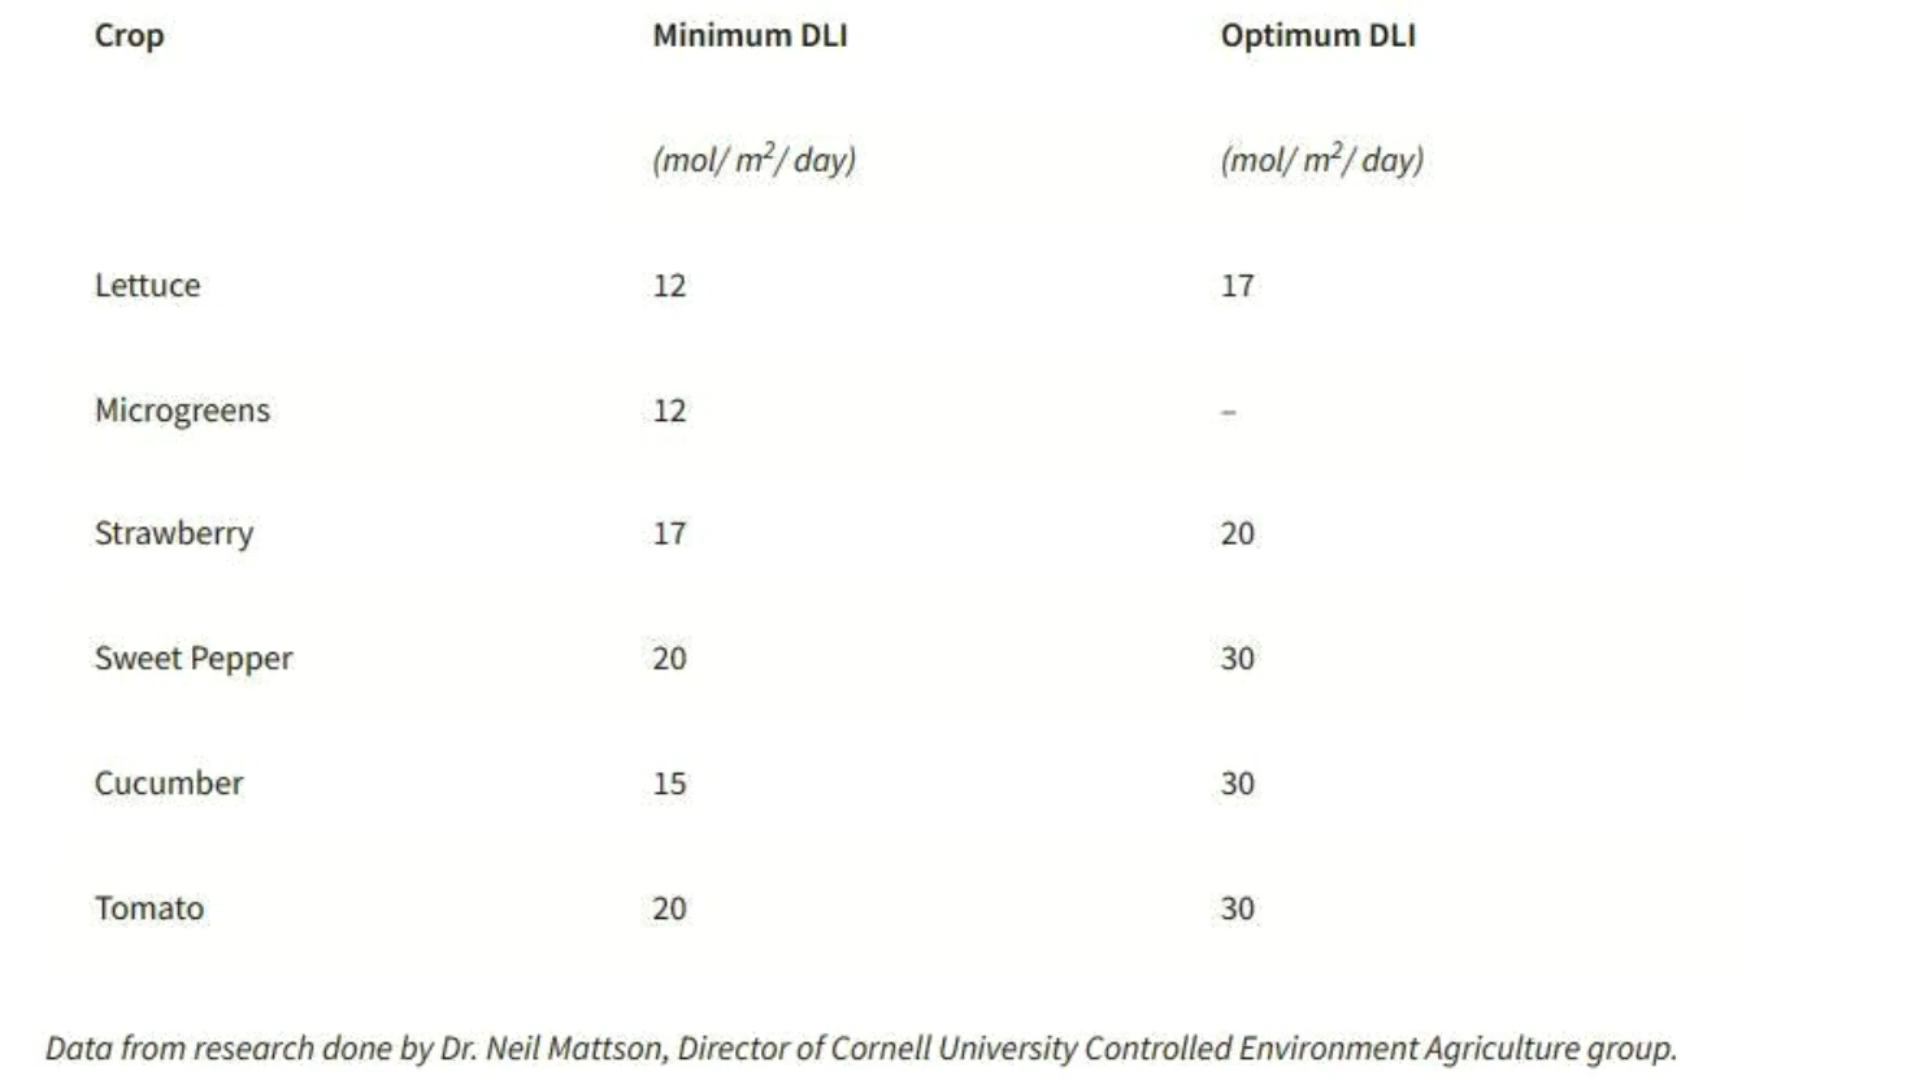 Crop Minimum DLI Optimum DLI
(mol/ m²/ day) (mol/ m²/ day)
Lettuce 12 17
Microgreens 12 –
Strawberry 17 20
Sweet Pepper 20 30
Cucumber 15 30
Tomato 20 30
Data from research done by Dr. Neil Mattson, Director of Cornell University Controlled Environment Agriculture group.